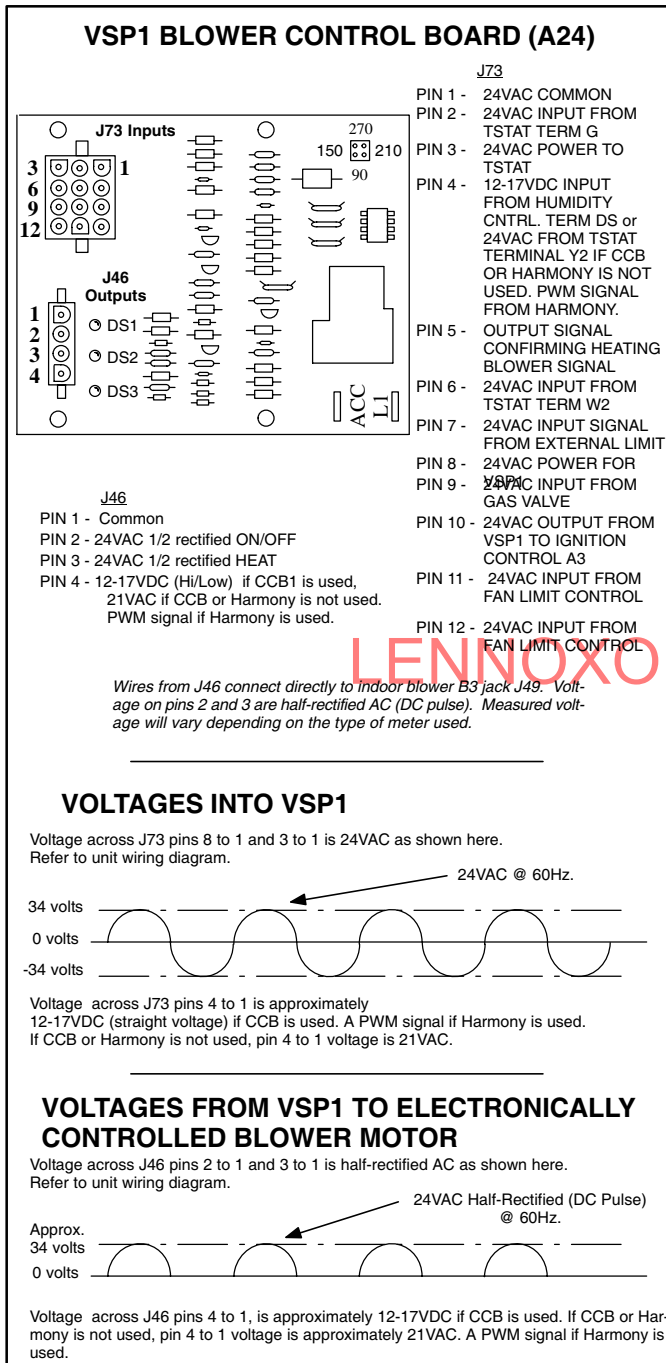 VSP1 BLOWER CONTROL BOARD (A24)
J73 Inputs
3
1
6
9
12
270
150
210
90
J46
Outputs
1
2
3
4
DS1
DS2
DS3
ACC
L1
J73
PIN 1 - 24VAC COMMON
PIN 2 - 24VAC INPUT FROM
TSTAT TERM G
PIN 3 - 24VAC POWER TO
TSTAT
PIN 4 - 12-17VDC INPUT
FROM HUMIDITY
CNTRL. TERM DS or
24VAC FROM TSTAT
TERMINAL Y2 IF CCB
OR HARMONY IS NOT
USED. PWM SIGNAL
FROM HARMONY.
PIN 5 - OUTPUT SIGNAL
CONFIRMING HEATING
BLOWER SIGNAL
PIN 6 - 24VAC INPUT FROM
TSTAT TERM W2
PIN 7 - 24VAC INPUT SIGNAL
FROM EXTERNAL LIMIT
PIN 8 - 24VAC POWER FOR
VSP1
PIN 9 - 24VAC INPUT FROM
GAS VALVE
PIN 10 - 24VAC OUTPUT FROM
VSP1 TO IGNITION
CONTROL A3
PIN 11 - 24VAC INPUT FROM
FAN LIMIT CONTROL
PIN 12 - 24VAC INPUT FROM
FAN LIMIT CONTROL
J46
PIN 1 - Common
PIN 2 - 24VAC 1/2 rectified ON/OFF
PIN 3 - 24VAC 1/2 rectified HEAT
PIN 4 - 12-17VDC (Hi/Low) if CCB1 is used,
21VAC if CCB or Harmony is not used.
PWM signal if Harmony is used.
LENNOXO
Wires from J46 connect directly to indoor blower B3 jack J49. Volt-
age on pins 2 and 3 are half-rectified AC (DC pulse). Measured volt-
age will vary depending on the type of meter used.
VOLTAGES INTO VSP1
Voltage across J73 pins 8 to 1 and 3 to 1 is 24VAC as shown here.
Refer to unit wiring diagram.
24VAC @ 60Hz.
34 volts
0 volts
-34 volts
Voltage across J73 pins 4 to 1 is approximately
12-17VDC (straight voltage) if CCB is used. A PWM signal if Harmony is used.
If CCB or Harmony is not used, pin 4 to 1 voltage is 21VAC.
VOLTAGES FROM VSP1 TO ELECTRONICALLY
CONTROLLED BLOWER MOTOR
Voltage across J46 pins 2 to 1 and 3 to 1 is half-rectified AC as shown here.
Refer to unit wiring diagram.
24VAC Half-Rectified (DC Pulse)
@ 60Hz.
Approx.
34 volts
0 volts
Voltage across J46 pins 4 to 1, is approximately 12-17VDC if CCB is used. If CCB or Har-
mony is not used, pin 4 to 1 voltage is approximately 21VAC. A PWM signal if Harmony is
used.